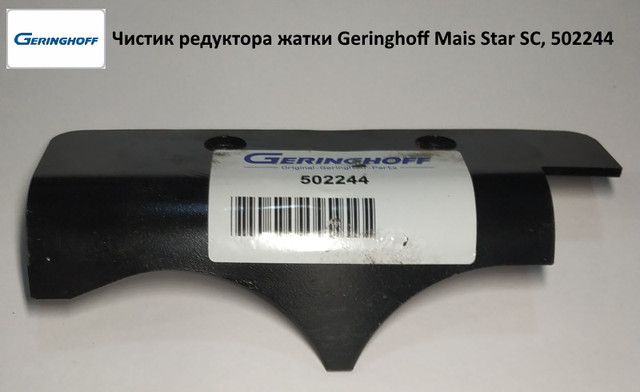 GERINGHOFF
Чистик редуктора жатки Geringhoff Mais Star SC, 502244
GERINGHOFF
Original-Geringhoff-Parts
502244